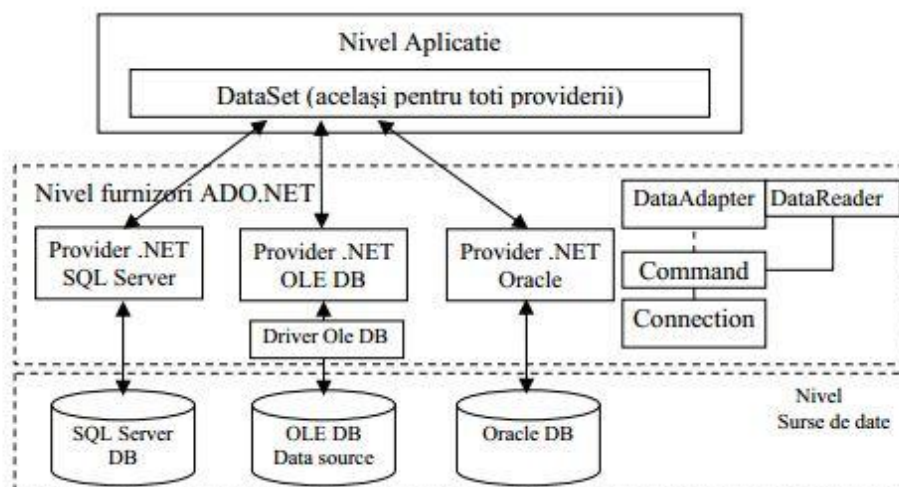 Nivel Aplicatie
DataSet (același pentru toti providerii)
Nivel furnizori ADO.NET
DataAdapter
DataReader
Provider .NET
SQL Server
Provider .NET
OLE DB
Provider .NET
Oracle
Command
Connection
Driver Ole DB
Nivel
Surse de date
SQL Server
DB
OLE DB
Data source
Oracle DB